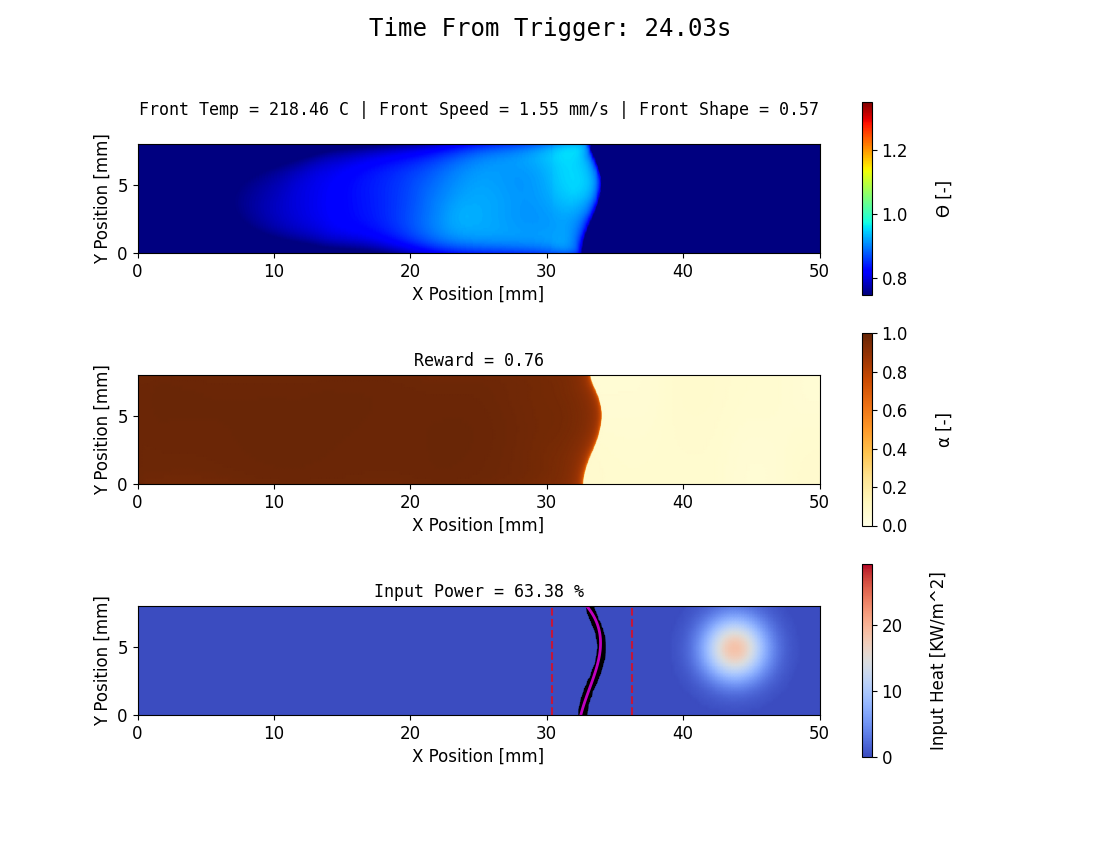 Time From Trigger: 24.03s
Front Temp = 218.46 C | Front Speed = 1.55 mm/s | Front Shape = 0.57
Y Position [mm]
5
0
0 10 20 30 40 50
X Position [mm]
1.2
1.0
0.8
Θ [-]
Reward = 0.76
Y Position [mm]
5
0
0 10 20 30 40 50
X Position [mm]
1.0
0.8
0.6
0.4
0.2
0.0
α [-]
Input Power = 63.38 %
Y Position [mm]
5
0
0 10 20 30 40 50
X Position [mm]
20
10
0
Input Heat [KW/m^2]